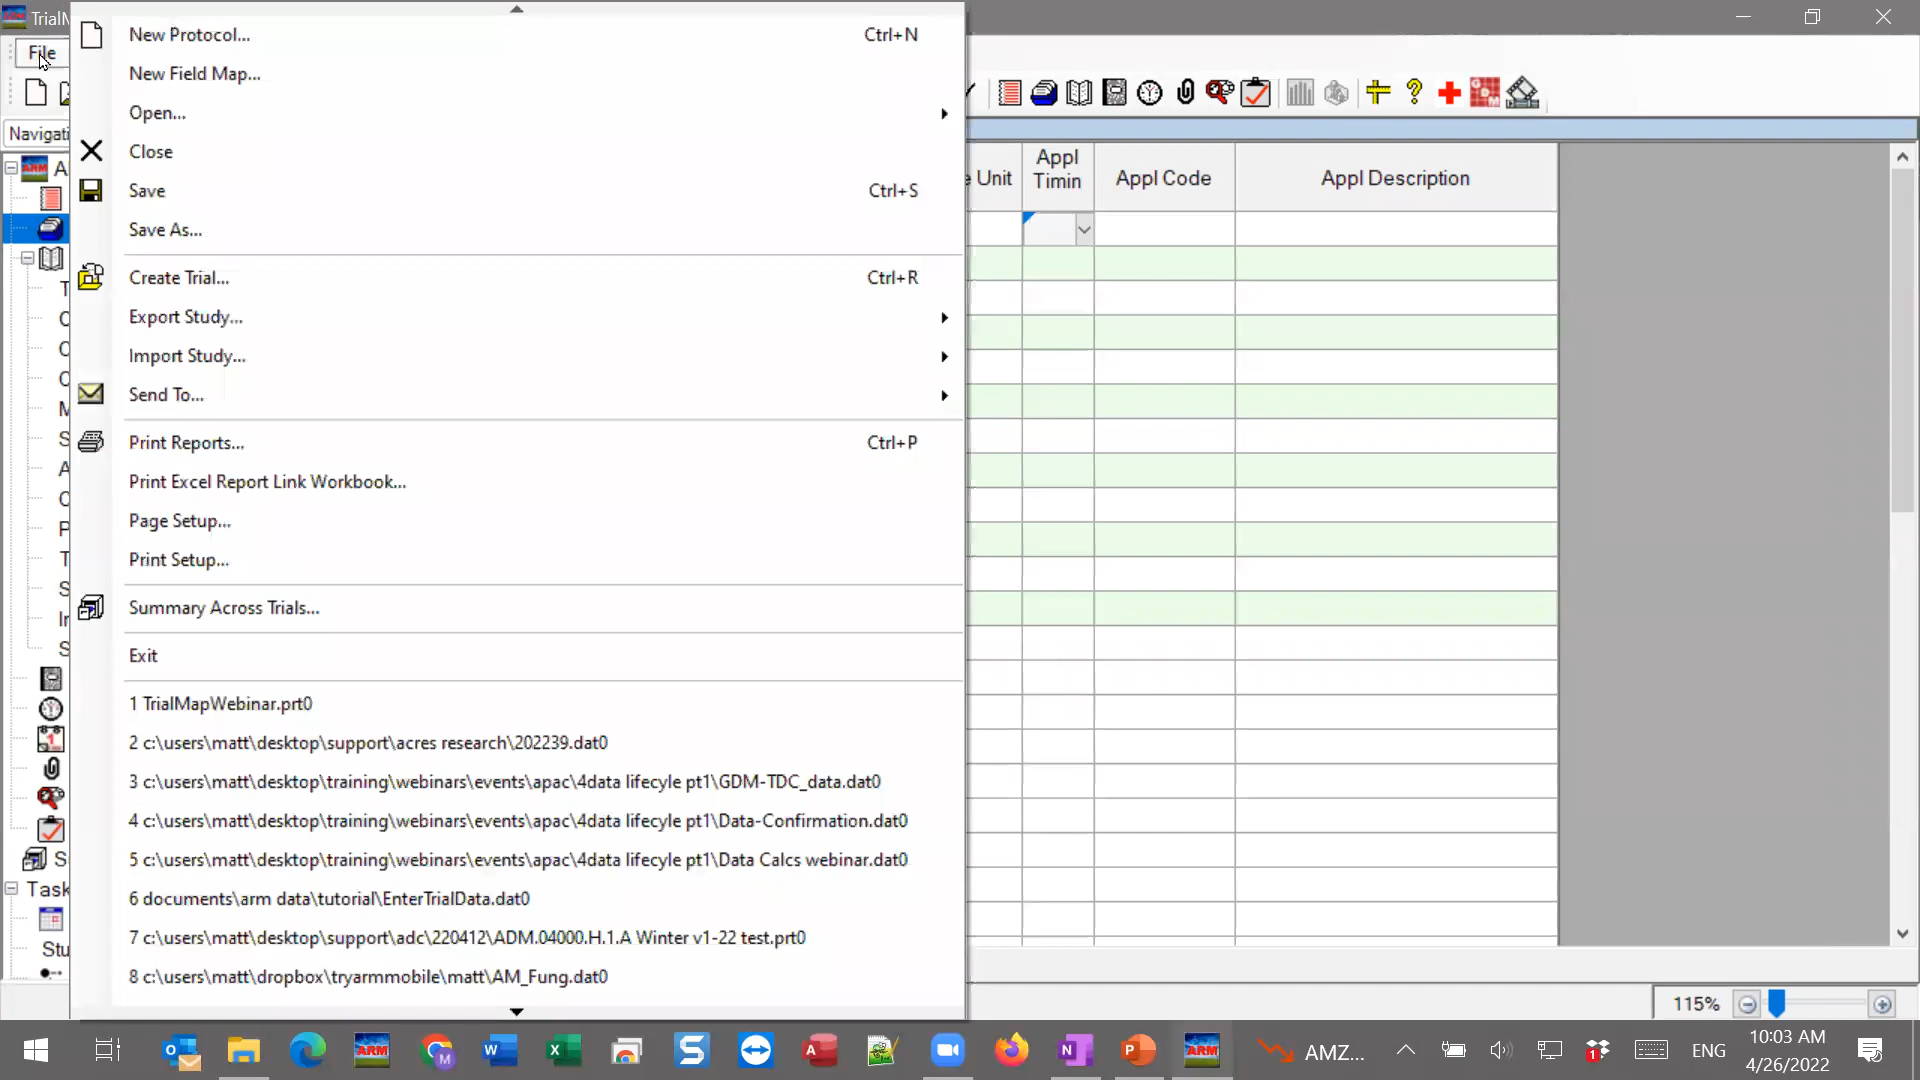 TrialM
File
New Protocol... Ctrl+N
New Field Map...
Open...
Close
Save Ctrl+S
Save As...
Create Trial... Ctrl+R
Export Study...
Import Study...
Send To...
Print Reports... Ctrl+P
Print Excel Report Link Workbook...
Page Setup...
Print Setup...
Summary Across Trials...
Exit
1 TrialMapWebinar.prt0
2 c:\users\matt\desktop\support\acres research\202239.dat0
3 c:\users\matt\desktop\training\webinars\events\apac\4data lifecyle pt1\GDM-TDC_data.dat0
4 c:\users\matt\desktop\training\webinars\events\apac\4data lifecyle pt1\Data-Confirmation.dat0
5 c:\users\matt\desktop\training\webinars\events\apac\4data lifecyle pt1\Data Calcs webinar.dat0
6 documents\arm data\tutorial\EnterTrialData.dat0
7 c:\users\matt\desktop\support\adc\220412\ADM.04000.H.1.A Winter v1-22 test.prt0
8 c:\users\matt\dropbox\tryarmmobile\matt\AM_Fung.dat0
Navigati
ARM A
T
C
C
C
M
S
A
C
P
T
S
In
S
S
Task
Stu
e Unit
Appl
Timin
Appl Code
Appl Description
115%
ARM
ARM
AMZ...
ENG
10:03 AM
4/26/2022